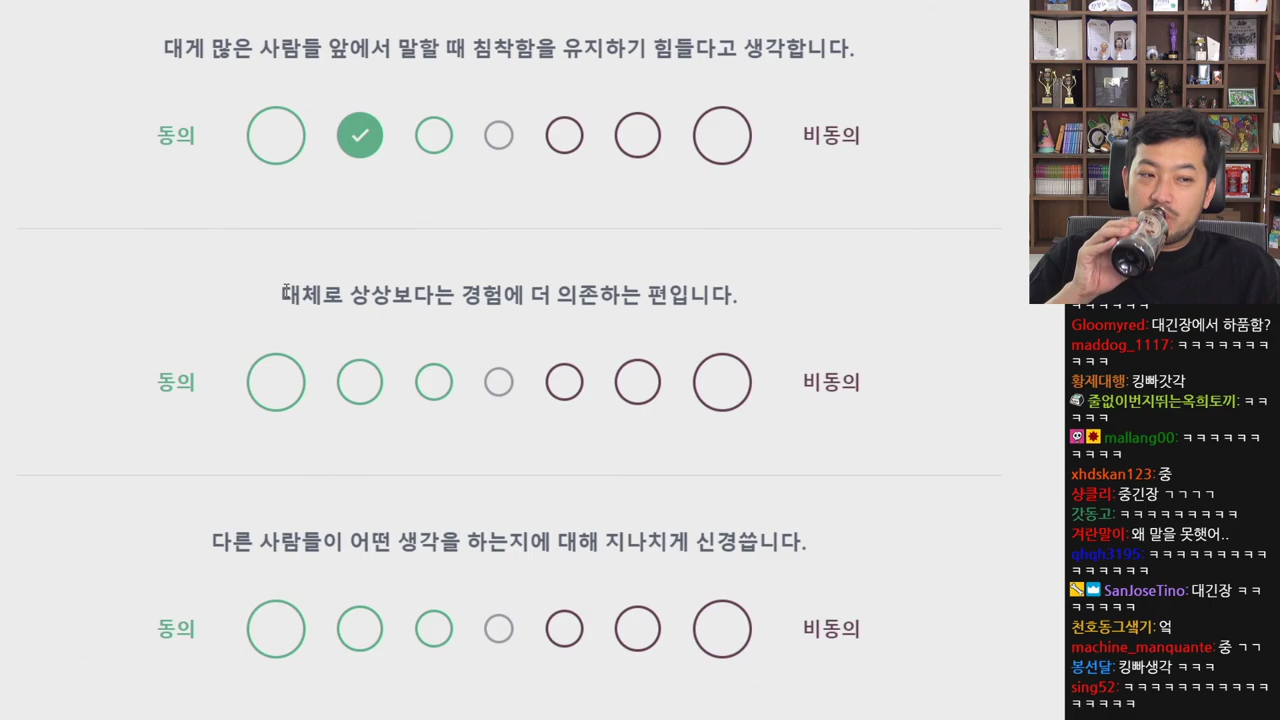 대게 많은 사람들 앞에서 말할 때 침착함을 유지하기 힘들다고 생각합니다.
동의
비동의
대체로 상상보다는 경험에 더 의존하는 편입니다.
동의
비동의
다른 사람들이 어떤 생각을 하는지에 대해 지나치게 신경씁니다.
동의
비동의
Gloomyred: 대긴장에서 하품함?
maddog_1117: ㅋㅋㅋㅋㅋㅋㅋ
ㅋㅋㅋ
황제대행: 킹빠갓각
줄없이번지뛰는옥희토끼: ㅋㅋ
ㅋㅋㅋ
mallang00: ㅋㅋㅋㅋㅋㅋ
ㅋㅋㅋㅋ
xhdskan123: 중
샹클리: 중긴장 ㄱㄱㄱㄱ
갓동고: ㅋㅋㅋㅋㅋㅋㅋㅋㅋ
겨란말이: 왜 말을 못했어..
qhqh3195: ㅋㅋㅋㅋㅋㅋㅋㅋㅋ
ㅋㅋㅋㅋㅋㅋ
SanJoseTino: 대긴장 ㅋㅋ
ㅋㅋㅋㅋㅋ
천호동그섘기: 엌
machine_manquante: 중 ㄱㄱ
봉선달: 킹빠생각 ㅋㅋㅋ
sing52: ㅋㅋㅋㅋㅋㅋㅋㅋㅋㅋㅋ
ㅋㅋㅋㅋㅋ